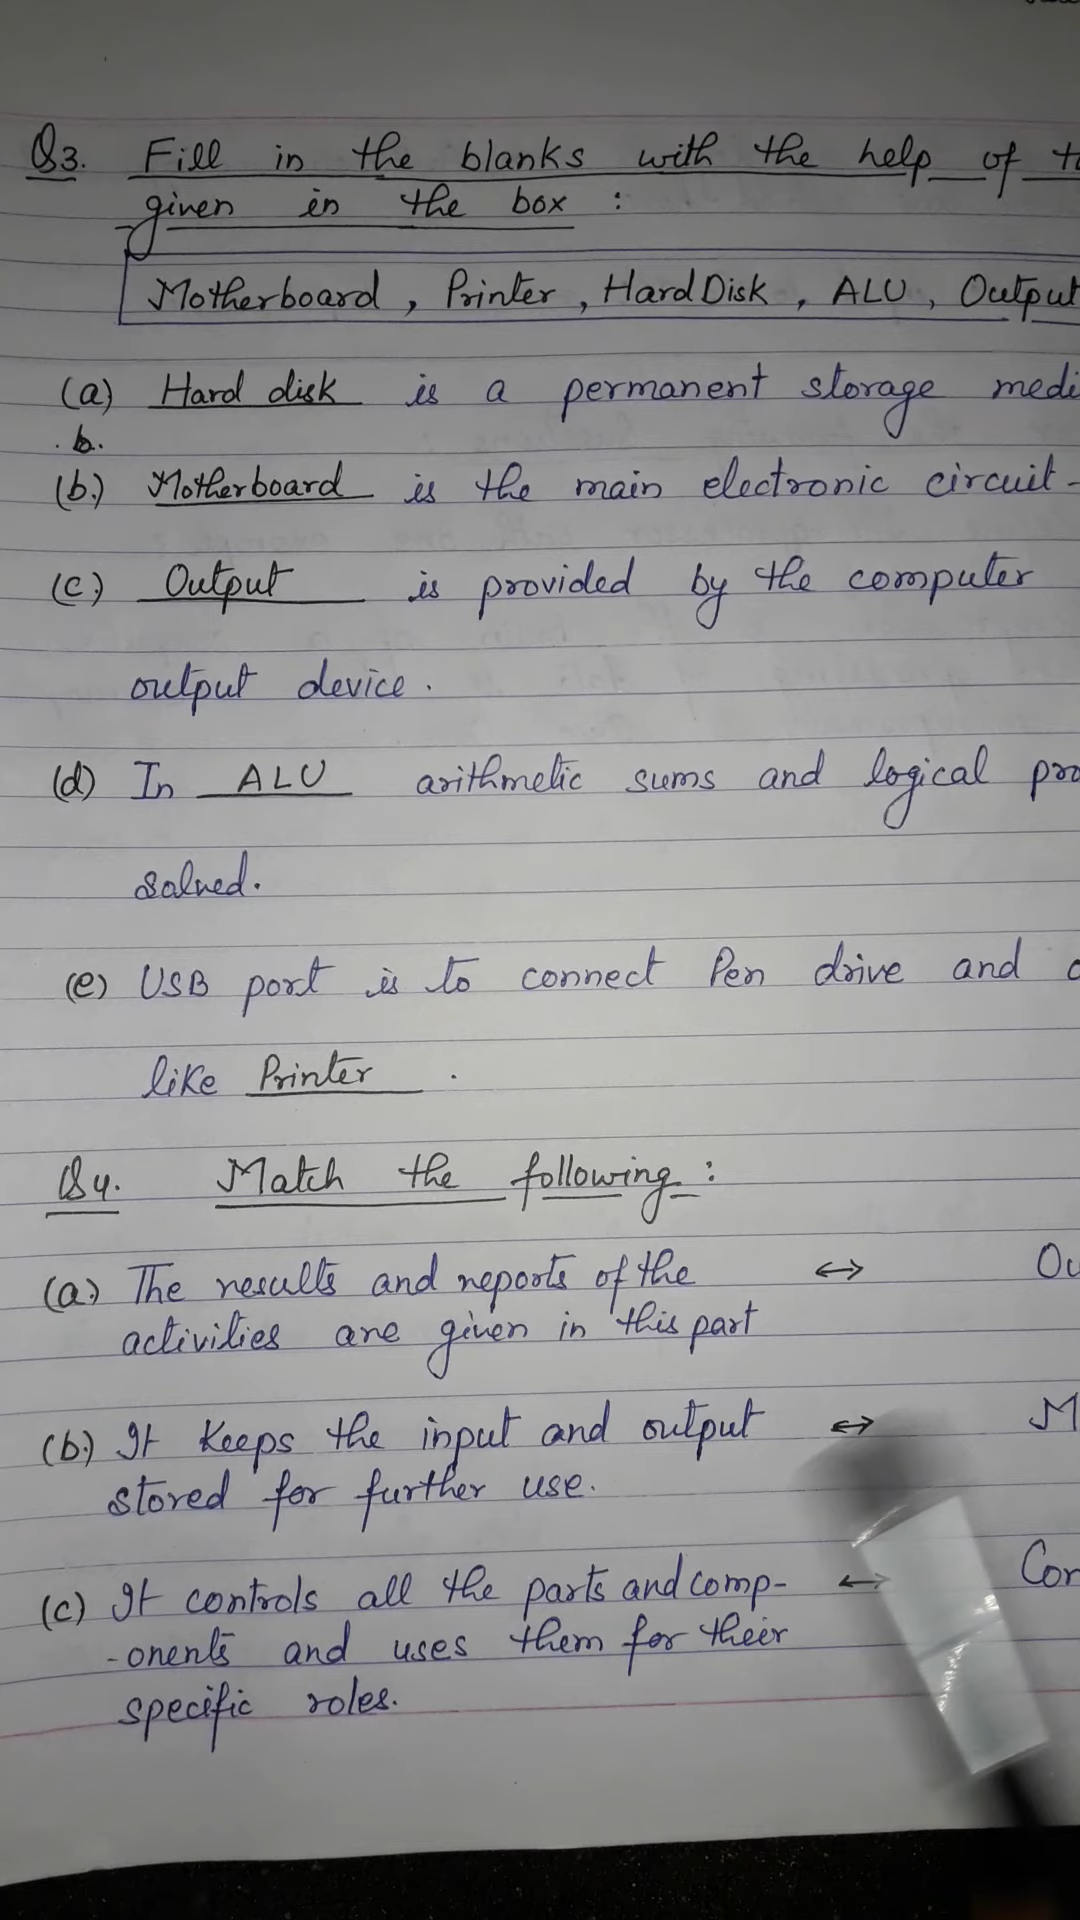 Q3. Fill in the blanks with the help of
given in the box :
Motherboard , Printer , Hard Disk , ALU , Output
(a) Hard disk is a permanent storage medi
. b.
(b.) Motherboard is the main electronic circuit-
(c.) Output is provided by the computer
output device .
(d) In ALU arithmetic sums and logical pro
solved.
(e) USB port is to connect Pen drive and
like Printer .
Q4. Match the following :
(a.) The results and reports of the ↔ Ou
activities are given in this part
(b.) It Keeps the input and output ↔ M
stored for further use.
(c) It controls all the parts and comp- ↔ Con
-onents and uses them for their
specific roles.